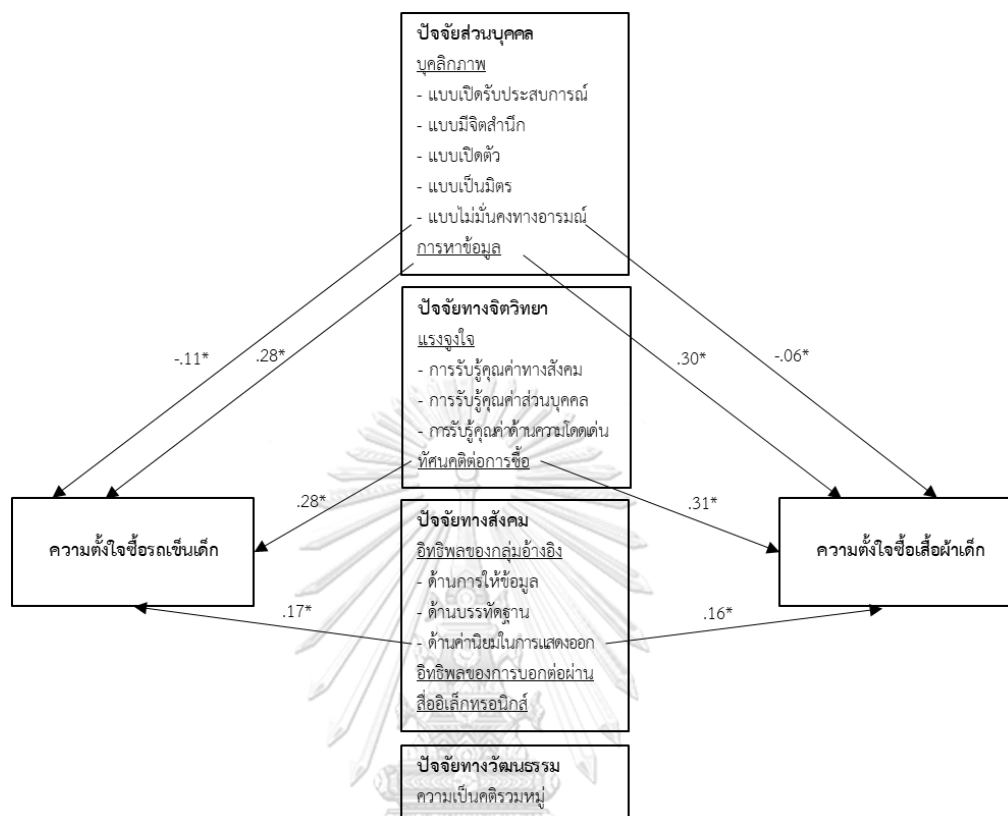 ปัจจัยส่วนบุคคล
บุคลิกภาพ
- แบบเปิดรับประสบการณ์
- แบบมีจิตสำนึก
- แบบเปิดตัว
- แบบเป็นมิตร
- แบบไม่มั่นคงทางอารมณ์
การหาข้อมูล
ปัจจัยทางจิตวิทยา
แรงจูงใจ
- การรับรู้คุณค่าทางสังคม
- การรับรู้คุณค่าส่วนบุคคล
- การรับรู้คุณค่าด้านความโดดเด่น
ทัศนคติต่อการซื้อ
-.11*
.28*
.30*
-.06*
.28*
.31*
ความตั้งใจซื้อรถเข็นเด็ก
ความตั้งใจซื้อเสื้อผ้าเด็ก
ปัจจัยทางสังคม
อิทธิพลของกลุ่มอ้างอิง
- ด้านการให้ข้อมูล
- ด้านบรรทัดฐาน
- ด้านค่านิยมในการแสดงออก
อิทธิพลของการบอกต่อผ่าน
สื่ออิเล็กทรอนิกส์
.17*
.16*
ปัจจัยทางวัฒนธรรม
ความเป็นคติรวมหมู่